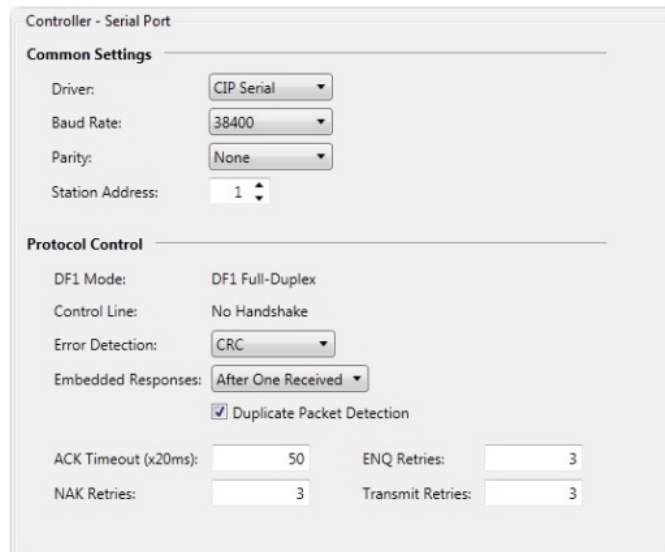 Controller - Serial Port
Common Settings
Driver: CIP Serial
Baud Rate: 38400
Parity: None
Station Address: 1
Protocol Control
DF1 Mode: DF1 Full-Duplex
Control Line: No Handshake
Error Detection: CRC
Embedded Responses: After One Received
Duplicate Packet Detection
ACK Timeout (x20ms): 50 ENQ Retries: 3
NAK Retries: 3 Transmit Retries: 3